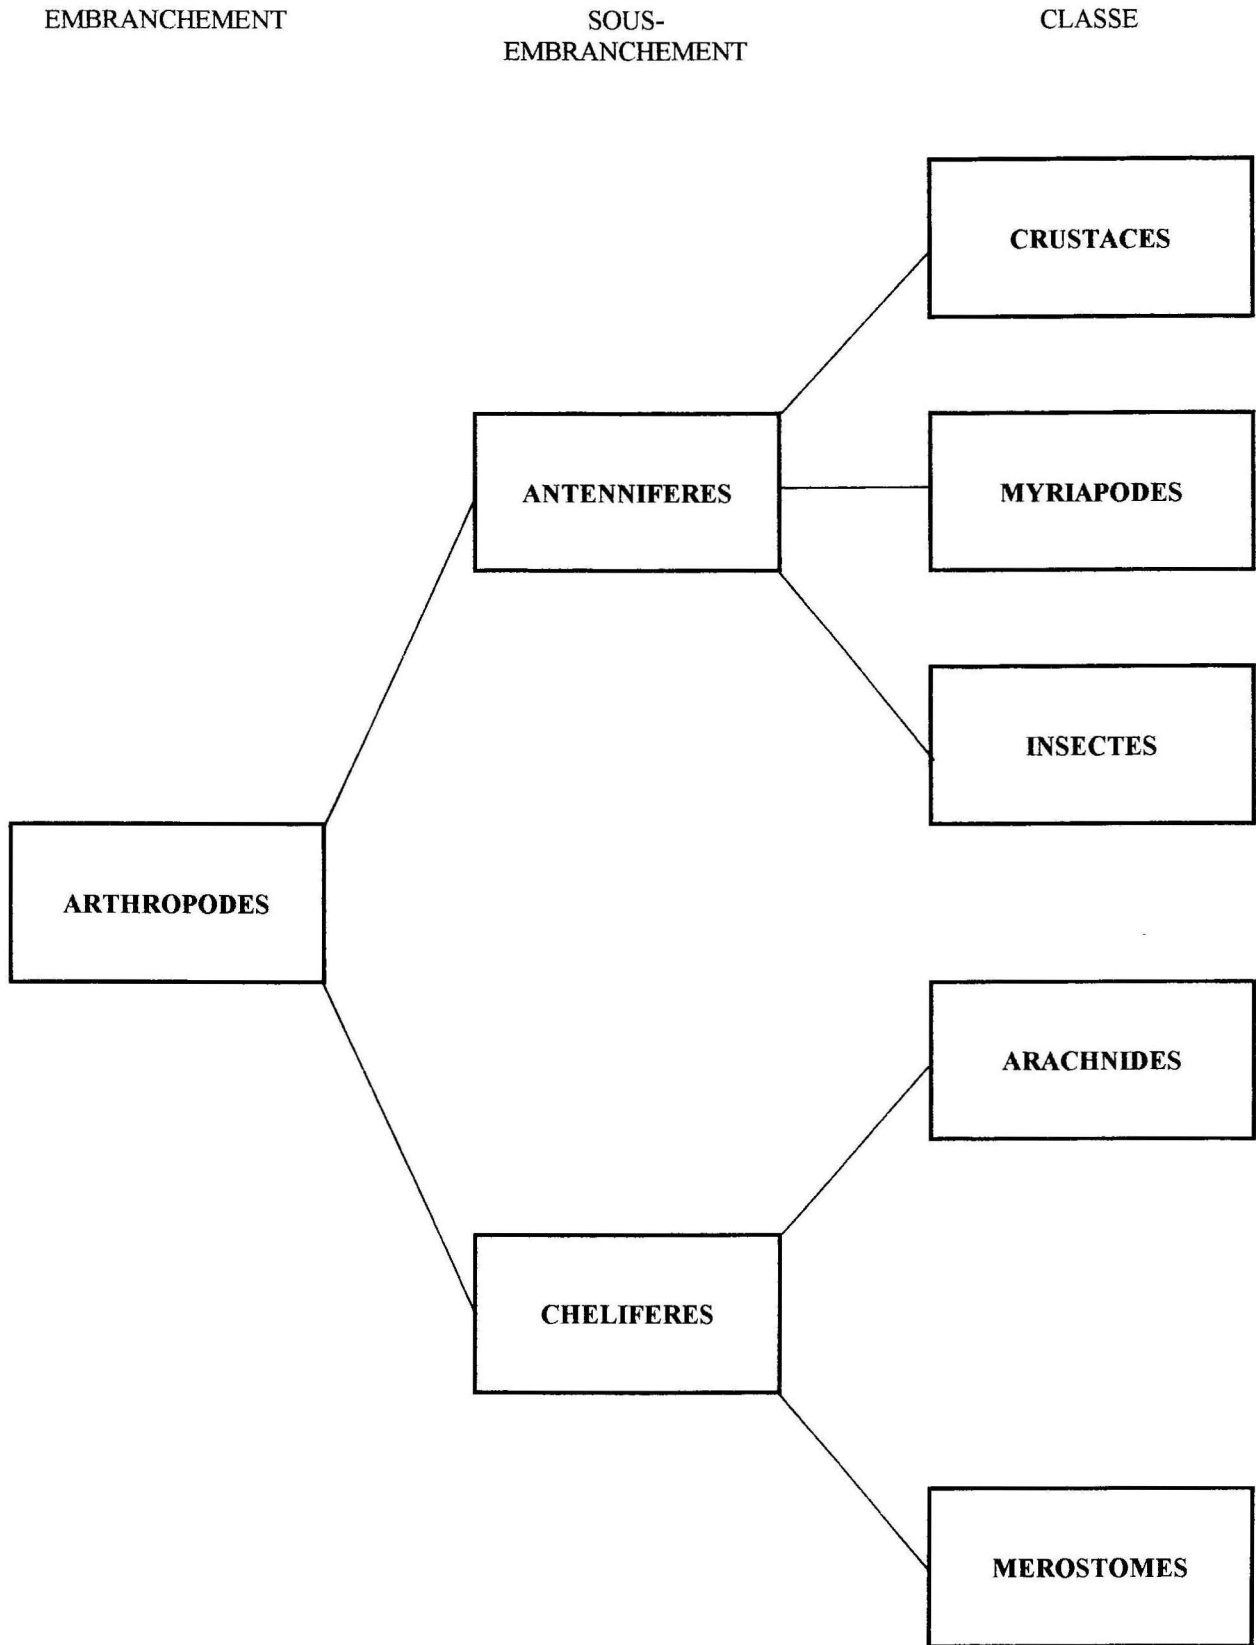 EMBRANCHEMENT
SOUS-
EMBRANCHEMENT
CLASSE
CRUSTACES
ANTENNIFERES
MYRIAPODES
INSECTES
ARTHROPODES
ARACHNIDES
CHELIFERES
MEROSTOMES